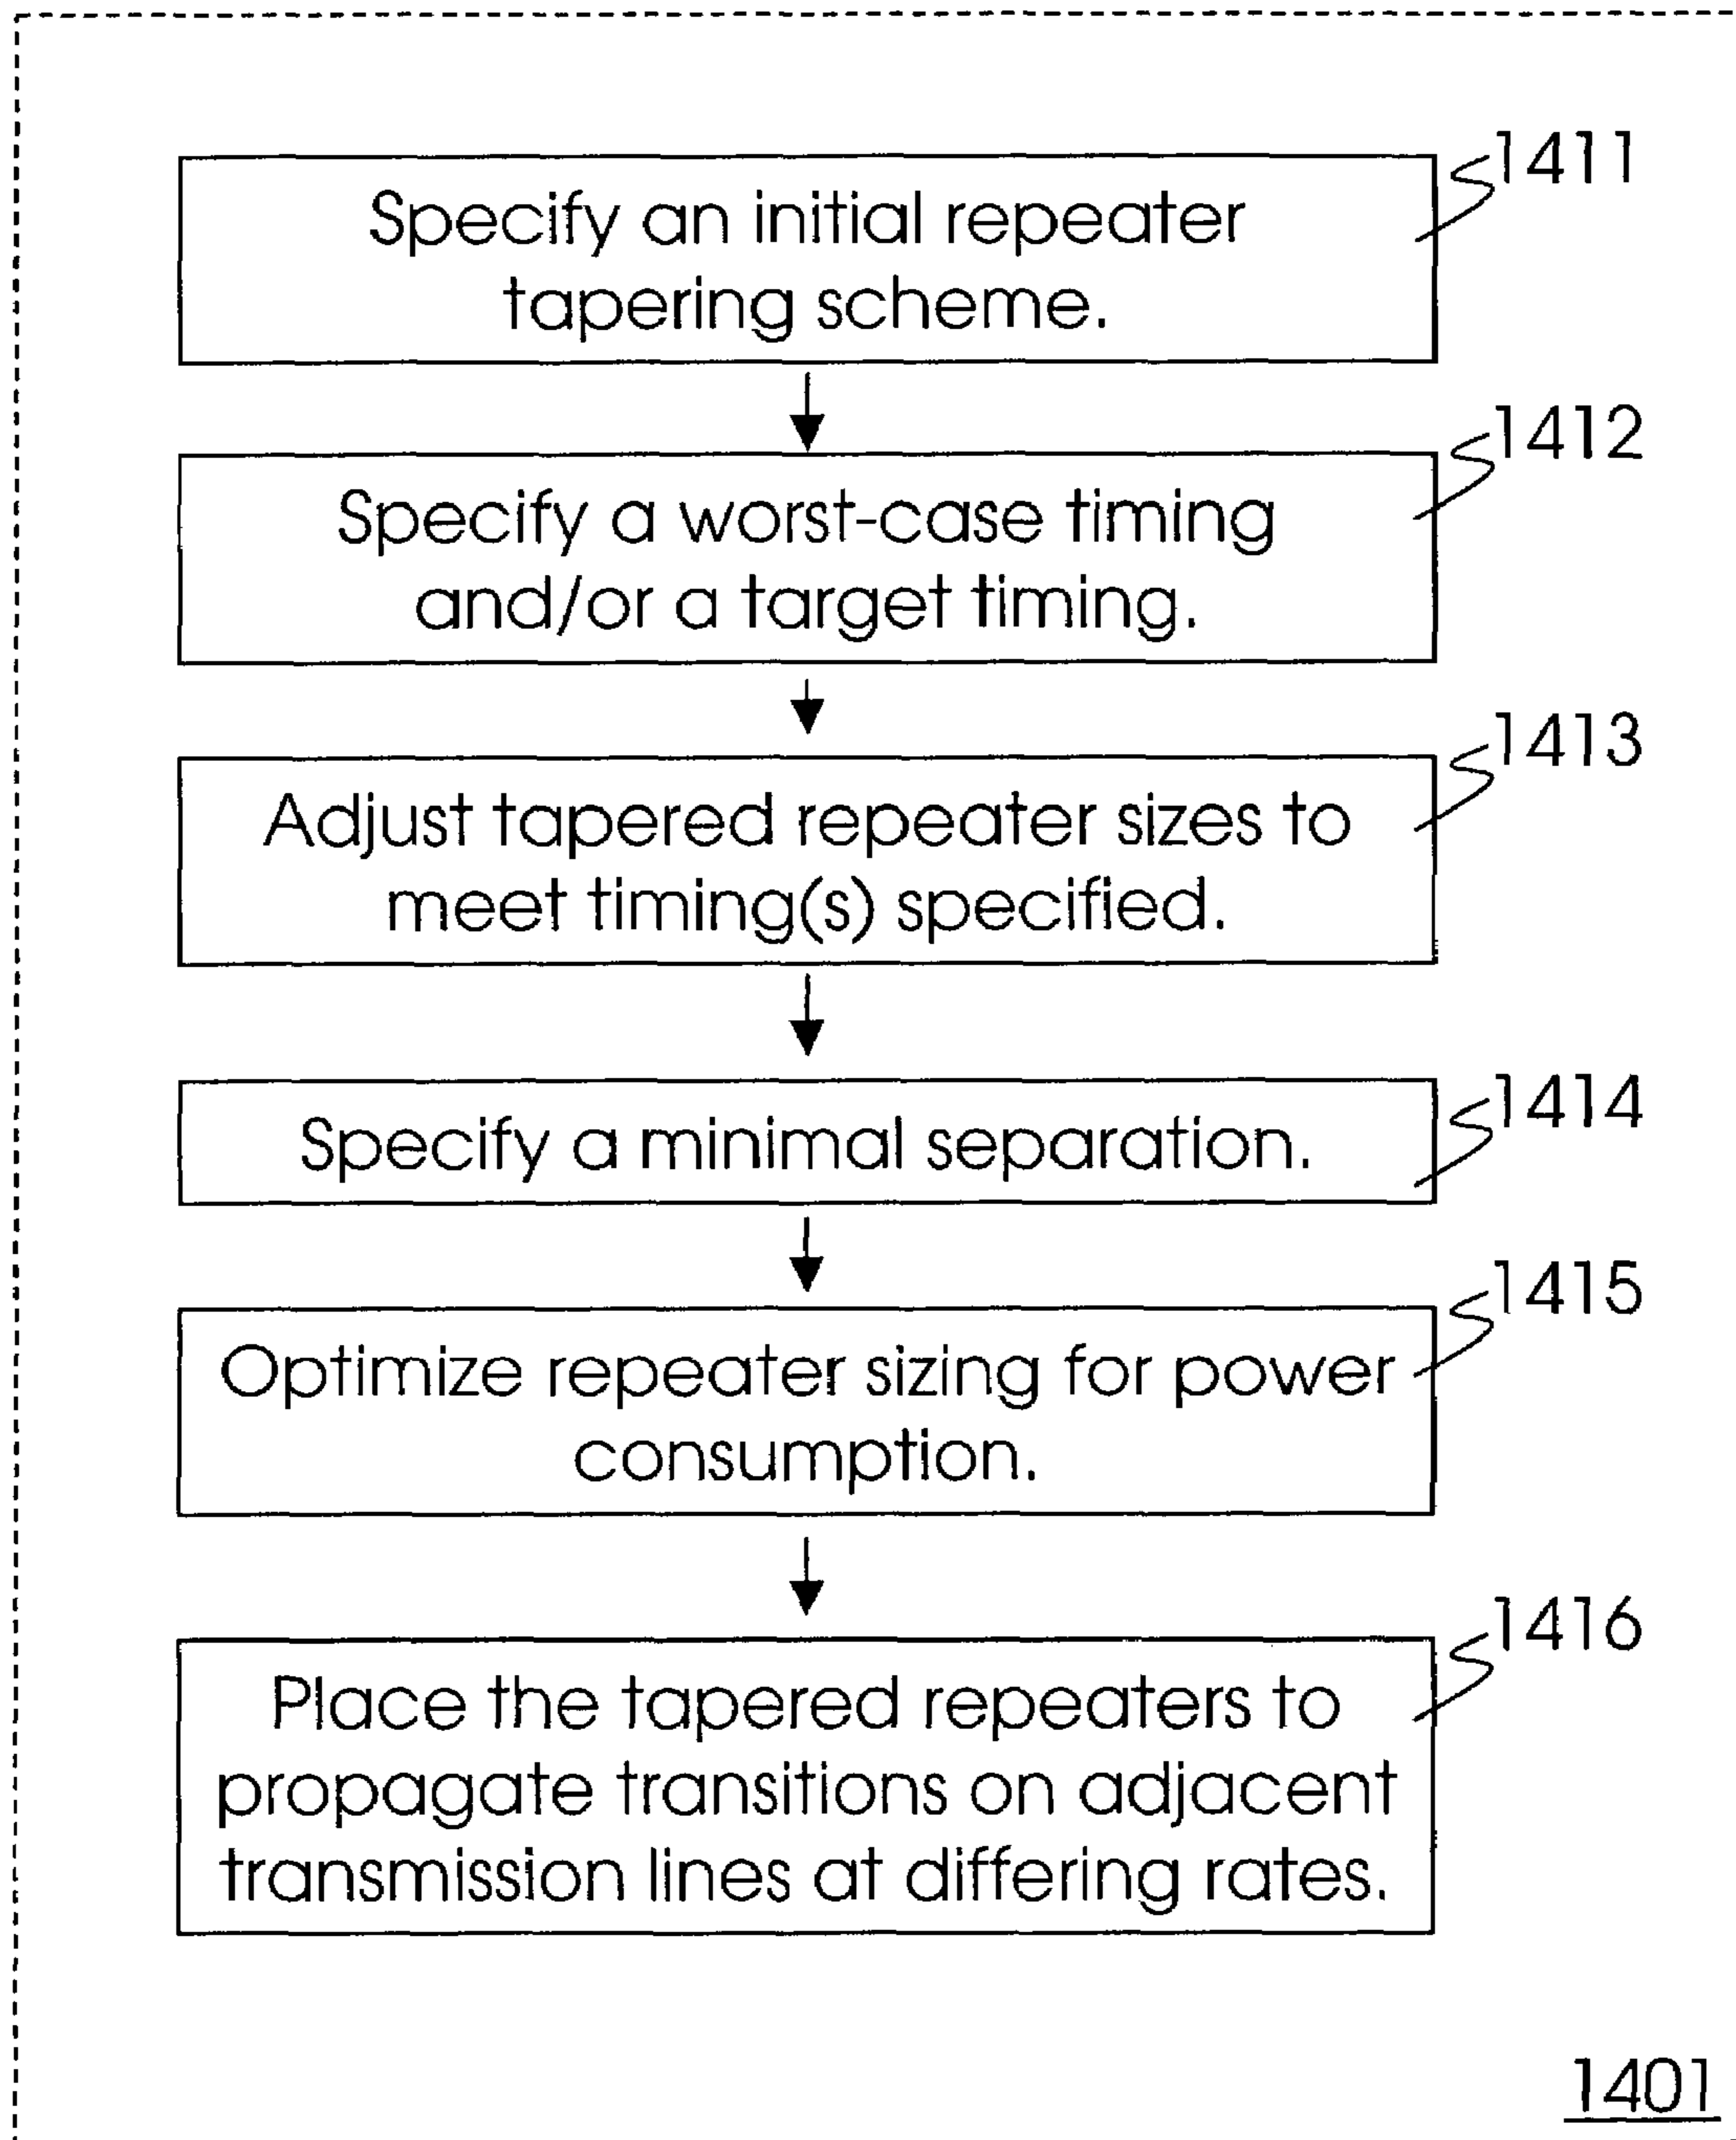 1411
Specify an initial repeater
tapering scheme.
1412
Specify a worst-case timing
and/or a target timing.
1413
Adjust tapered repeater sizes to
meet timing(s) specified.
1414
Specify a minimal separation.
1415
Optimize repeater sizing for power
consumption.
1416
Place the tapered repeaters to
propagate transitions on adjacent
transmission lines at differing rates.
1401